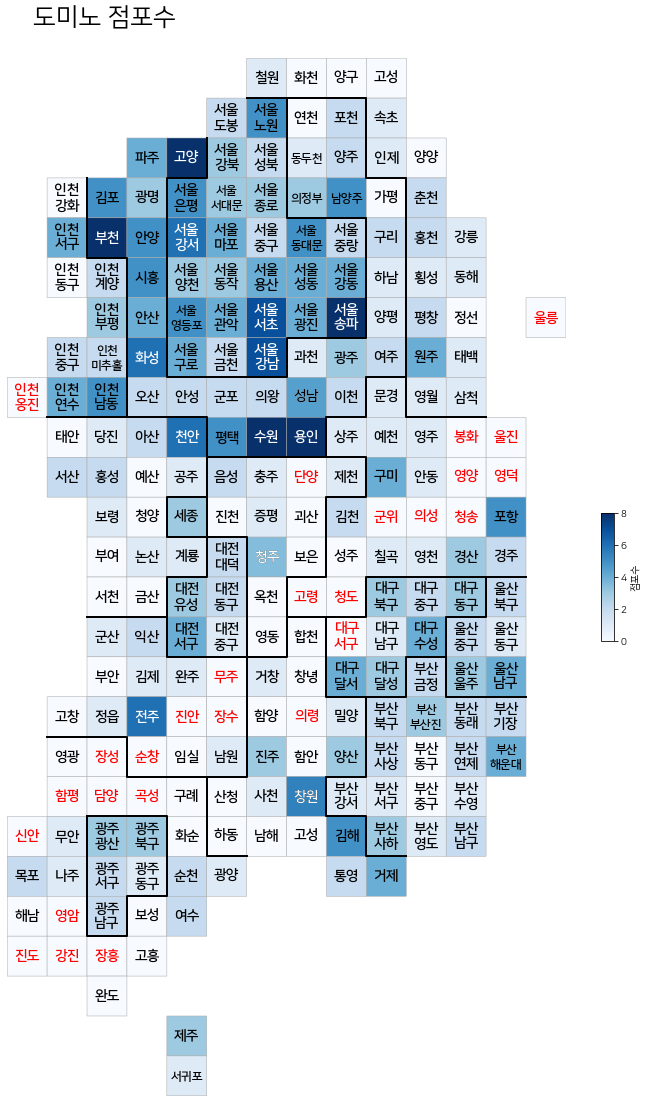 도미노 점포수
철원 화천 양구 고성
서울 도봉 서울 노원 연천 포천 속초
파주 고양 서울 강북 서울 성북 동두천 양주 인제 양양
인천 강화 김포 광명 서울 은평 서울 서대문 서울 종로 의정부 남양주 가평 춘천
인천 서구 부천 안양 서울 강서 서울 마포 서울 중구 서울 동대문 서울 중랑 구리 홍천 강릉
인천 동구 인천 계양 시흥 서울 양천 서울 동작 서울 용산 서울 성동 서울 강동 하남 횡성 동해
인천 부평 안산 서울 영등포 서울 관악 서울 서초 서울 광진 서울 송파 양평 평창 정선 울릉
인천 중구 인천 미추홀 화성 서울 구로 서울 금천 서울 강남 과천 광주 여주 원주 태백
인천 옹진 인천 연수 인천 남동 오산 안성 군포 의왕 성남 이천 문경 영월 삼척
태안 당진 아산 천안 평택 수원 용인 상주 예천 영주 봉화 울진
서산 홍성 예산 공주 음성 충주 단양 제천 구미 안동 영양 영덕
보령 청양 세종 진천 증평 괴산 김천 군위 의성 청송 포항
부여 논산 계룡 대전 대덕 청주 보은 성주 칠곡 영천 경산 경주
서천 금산 대전 유성 대전 동구 옥천 고령 청도 대구 북구 대구 중구 대구 동구 울산 북구
군산 익산 대전 서구 대전 중구 영동 합천 대구 서구 대구 남구 대구 수성 울산 중구 울산 동구
부안 김제 완주 무주 거창 창녕 대구 달서 대구 달성 부산 금정 울산 울주 울산 남구
고창 정읍 전주 진안 장수 함양 의령 밀양 부산 북구 부산 부산진 부산 동래 부산 기장
영광 장성 순창 임실 남원 진주 함안 양산 부산 사상 부산 동구 부산 연제 부산 해운대
함평 담양 곡성 구례 산청 사천 창원 부산 강서 부산 서구 부산 중구 부산 수영
신안 무안 광주 광산 광주 북구 화순 하동 남해 고성 김해 부산 사하 부산 영도 부산 남구
목포 나주 광주 서구 광주 동구 순천 광양 통영 거제
해남 영암 광주 남구 보성 여수
진도 강진 장흥 고흥
완도
제주
서귀포
8
6
4
2
0
점포수